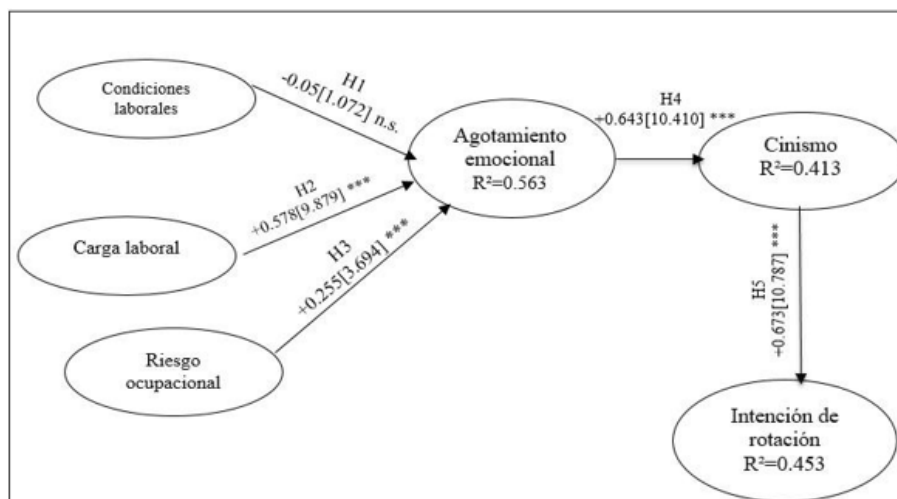 Condiciones
laborales
H1
-0.05[1.072] n.s.
Carga laboral
H2
+0.578[9.879] ***
Riesgo
ocupacional
H3
+0.255[3.694] ***
Agotamiento
emocional
R²=0.563
H4
+0.643[10.410] ***
Cinismo
R²=0.413
H5
+0.673[10.787] ***
Intención de
rotación
R²=0.453